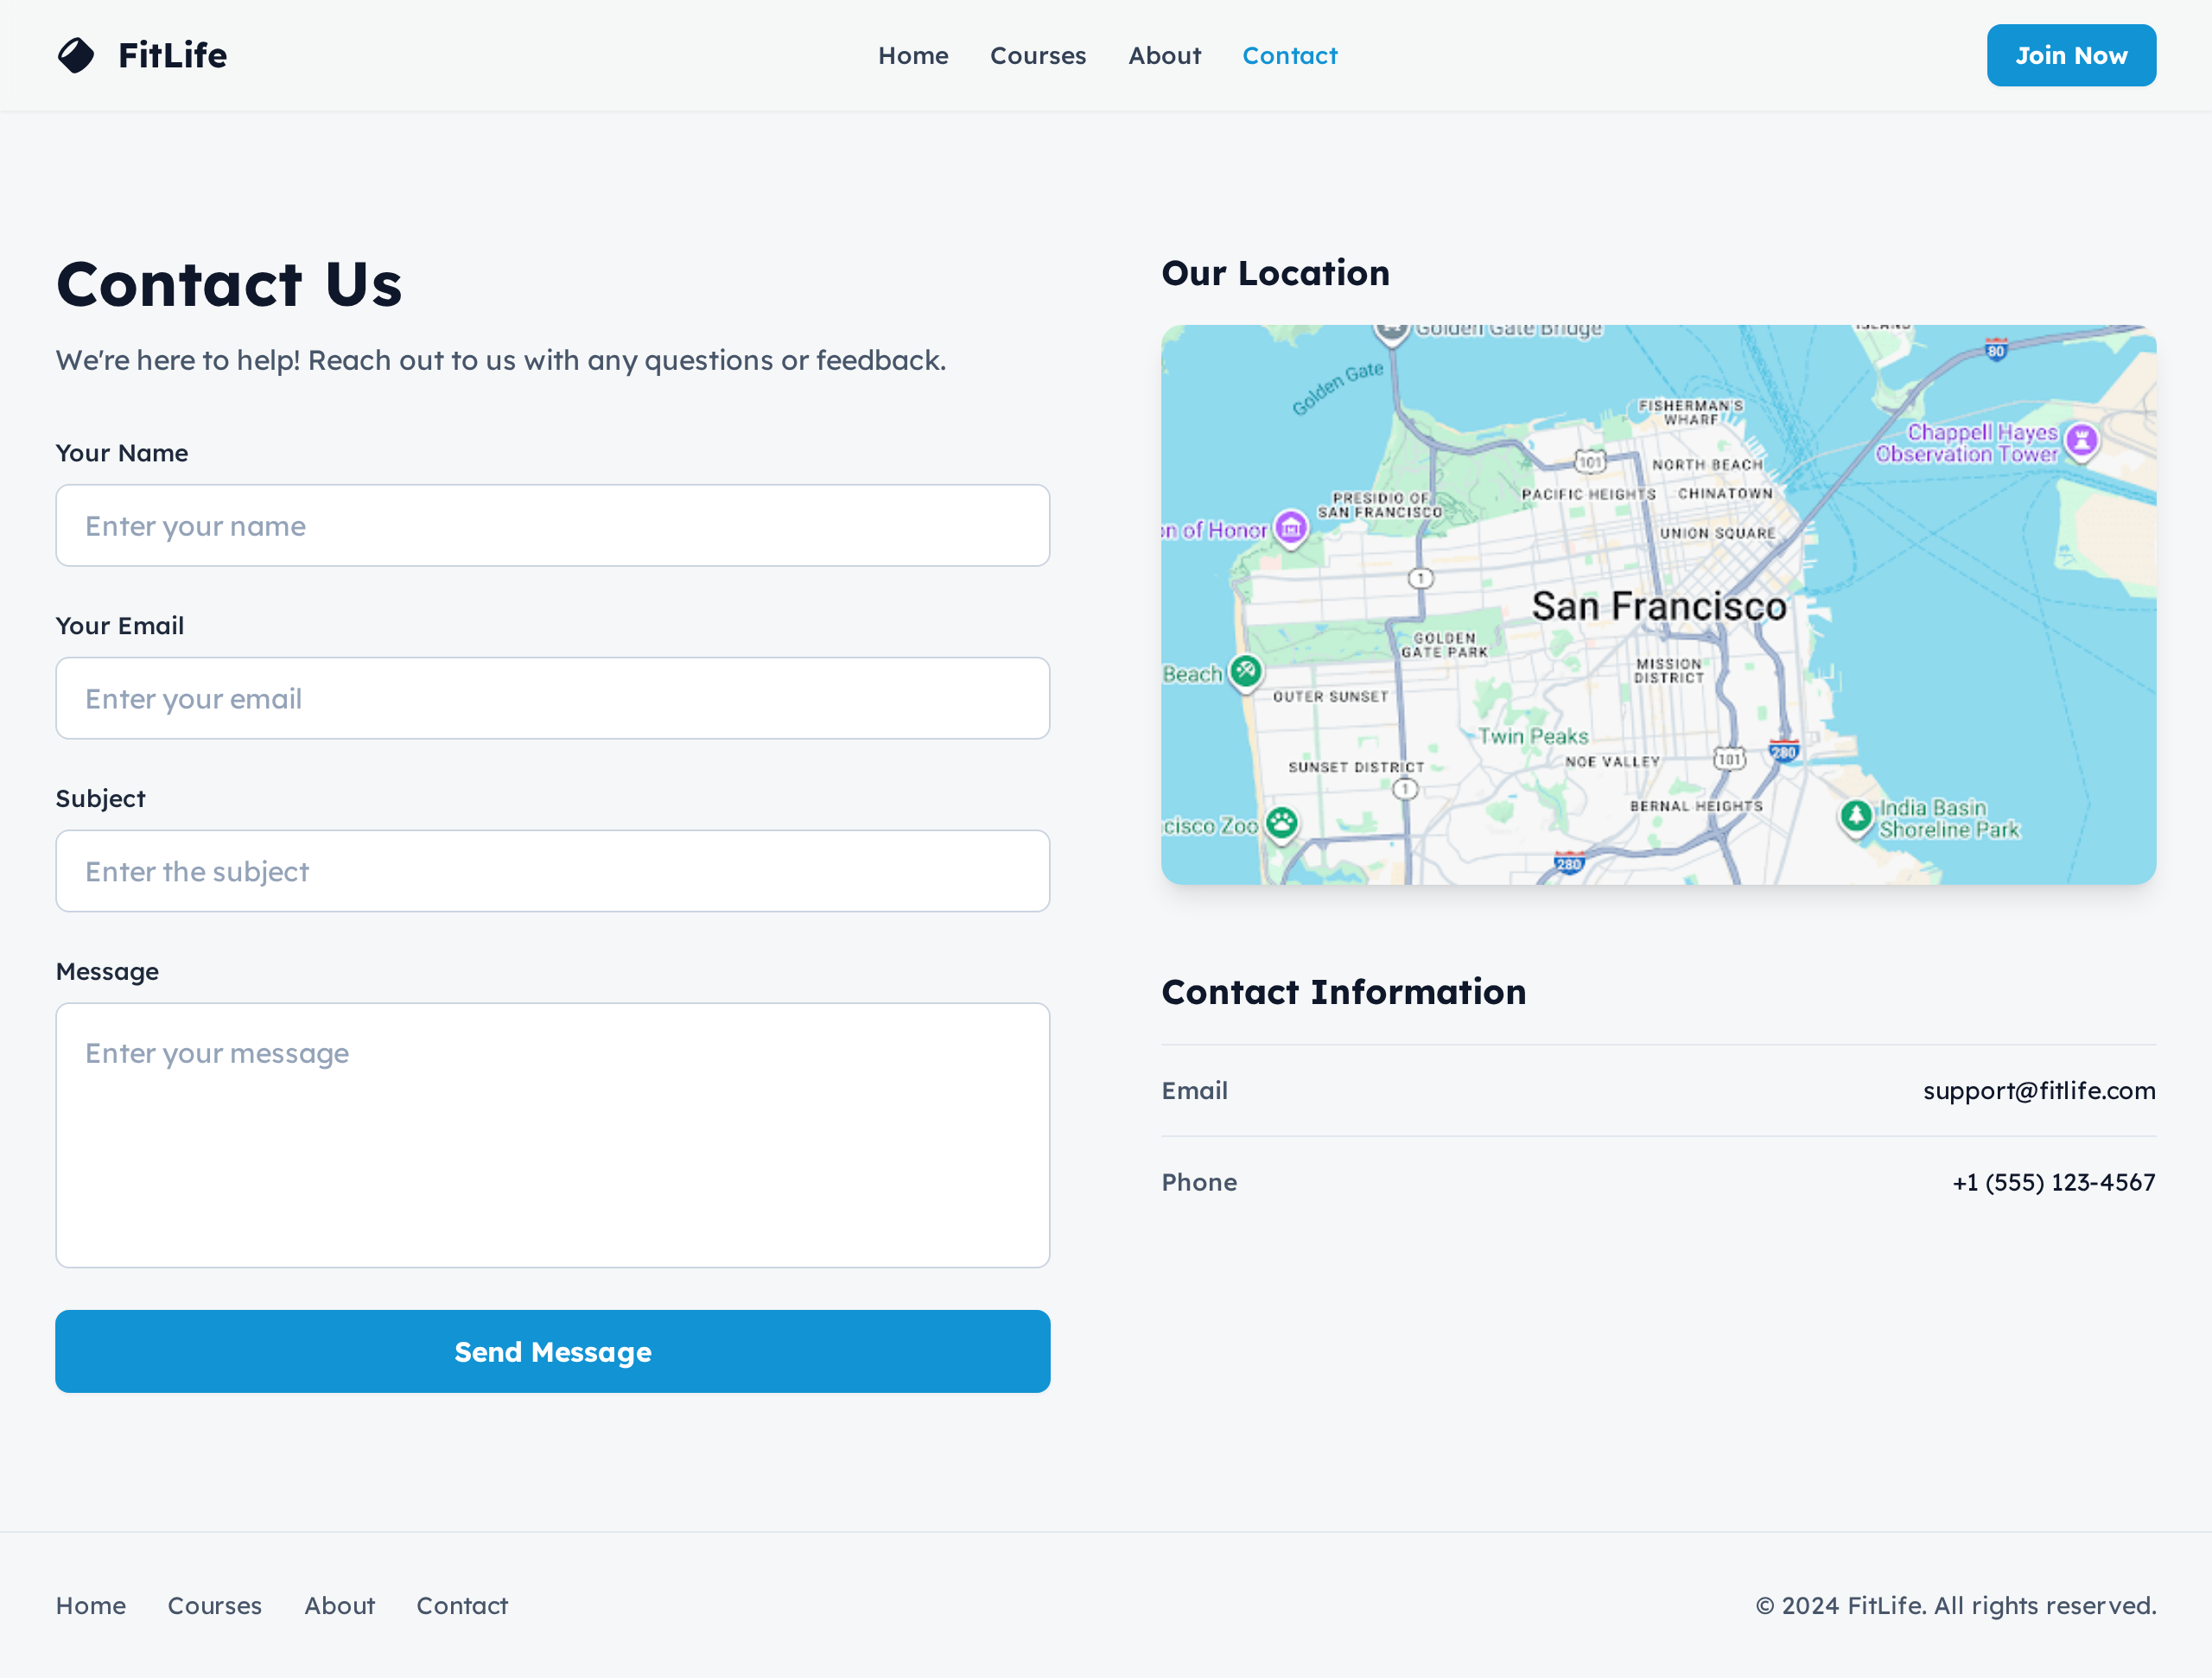 FitLife
Home
Courses
About
Contact
Join Now
Contact Us
We're here to help! Reach out to us with any questions or feedback.
Your Name
Enter your name
Your Email
Enter your email
Subject
Enter the subject
Message
Enter your message
Send Message
Our Location
Golden Gate Bridge
80
Golden Gate
FISHERMAN'S
WHARF
Chappell Hayes
Observation Tower
101
NORTH BEACH
PRESIDIO OF
SAN FRANCISCO
PACIFIC HEIGHTS
CHINATOWN
on of Honor
UNION SQUARE
1
San Francisco
GOLDEN
GATE PARK
MISSION
DISTRICT
Beach
OUTER SUNSET
Twin Peaks
280
101
NOE VALLEY
SUNSET DISTRICT
1
BERNAL HEIGHTS
India Basin
Shoreline Park
cisco Zoo
280
Contact Information
Email
support@fitlife.com
Phone
+1 (555) 123-4567
Home
Courses
About
Contact
© 2024 FitLife. All rights reserved.